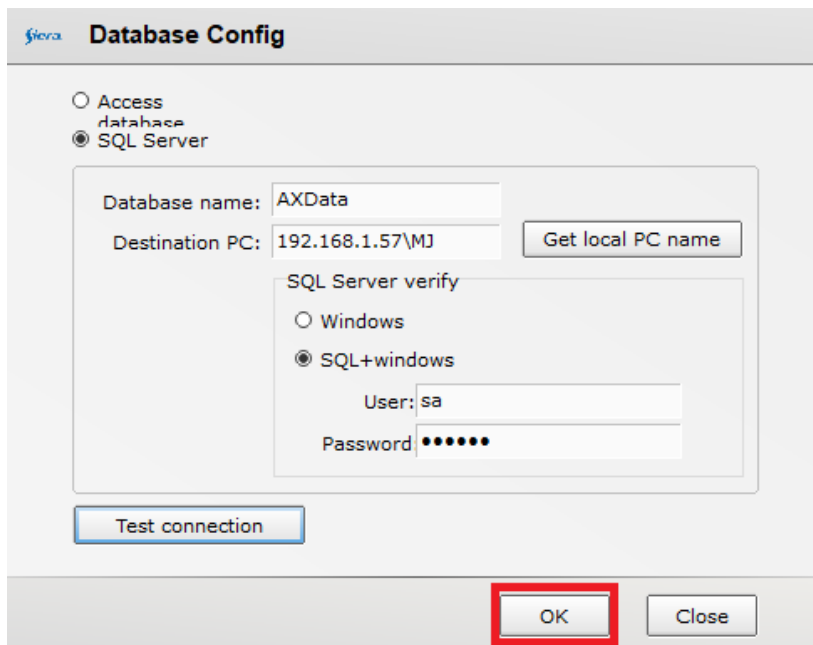 Siera Database Config
Access
database
SQL Server
Database name: AXData
Destination PC: 192.168.1.57\MJ Get local PC name
SQL Server verify
Windows
SQL+windows
User: sa
Password: ••••••
Test connection
OK Close